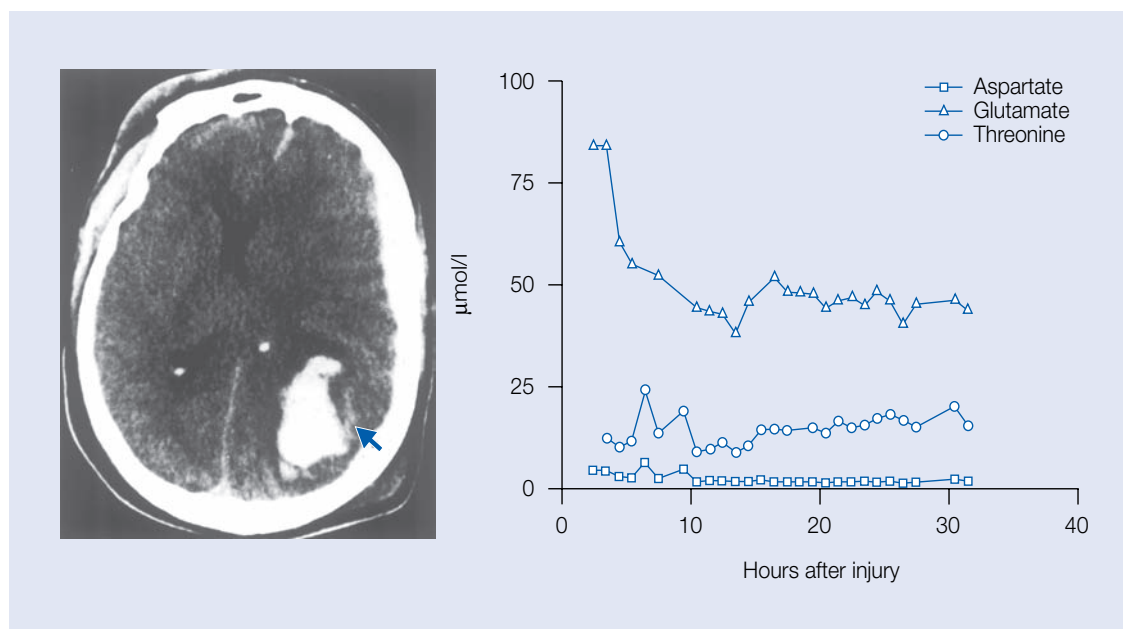 100
75
50
25
0
µmol/l
0 10 20 30 40
Hours after injury
Aspartate
Glutamate
Threonine